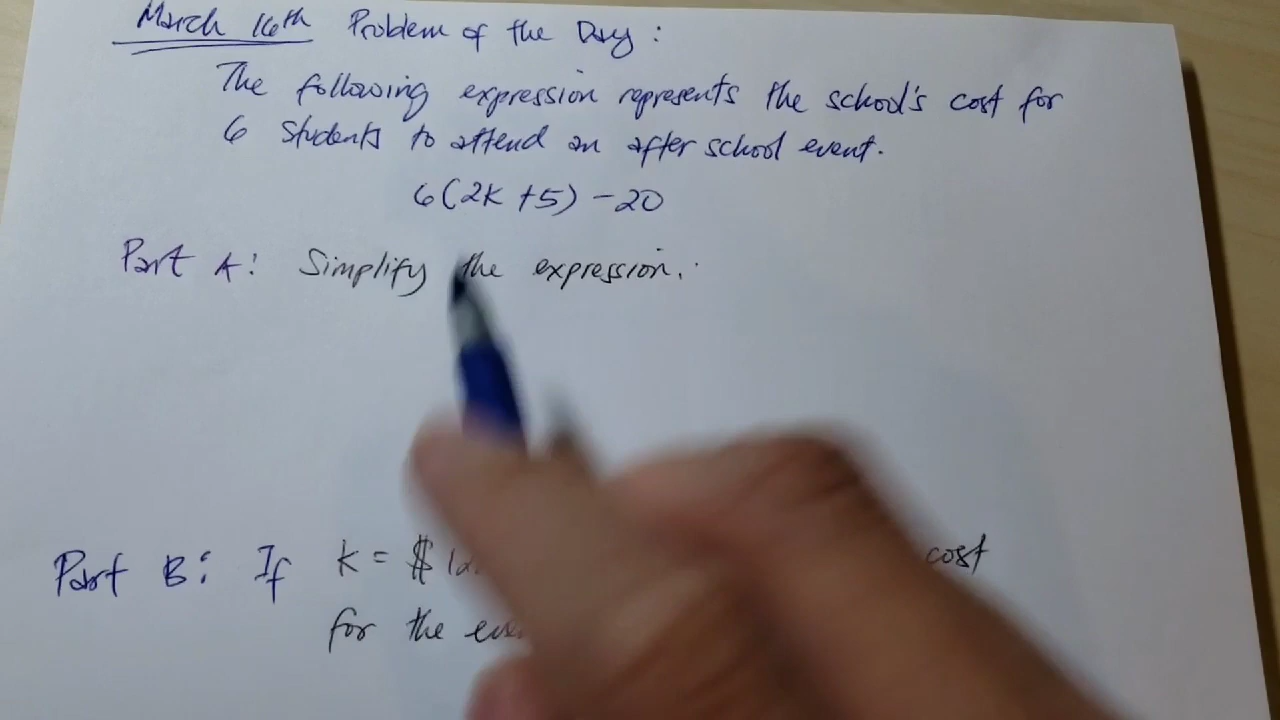 March 16th Problem of the Day :
The following expression represents the school's cost for
6 students to attend an after school event.
6(2k +5) -20
Part A: Simplify the expression.
Part B: If k = $ cost
for the